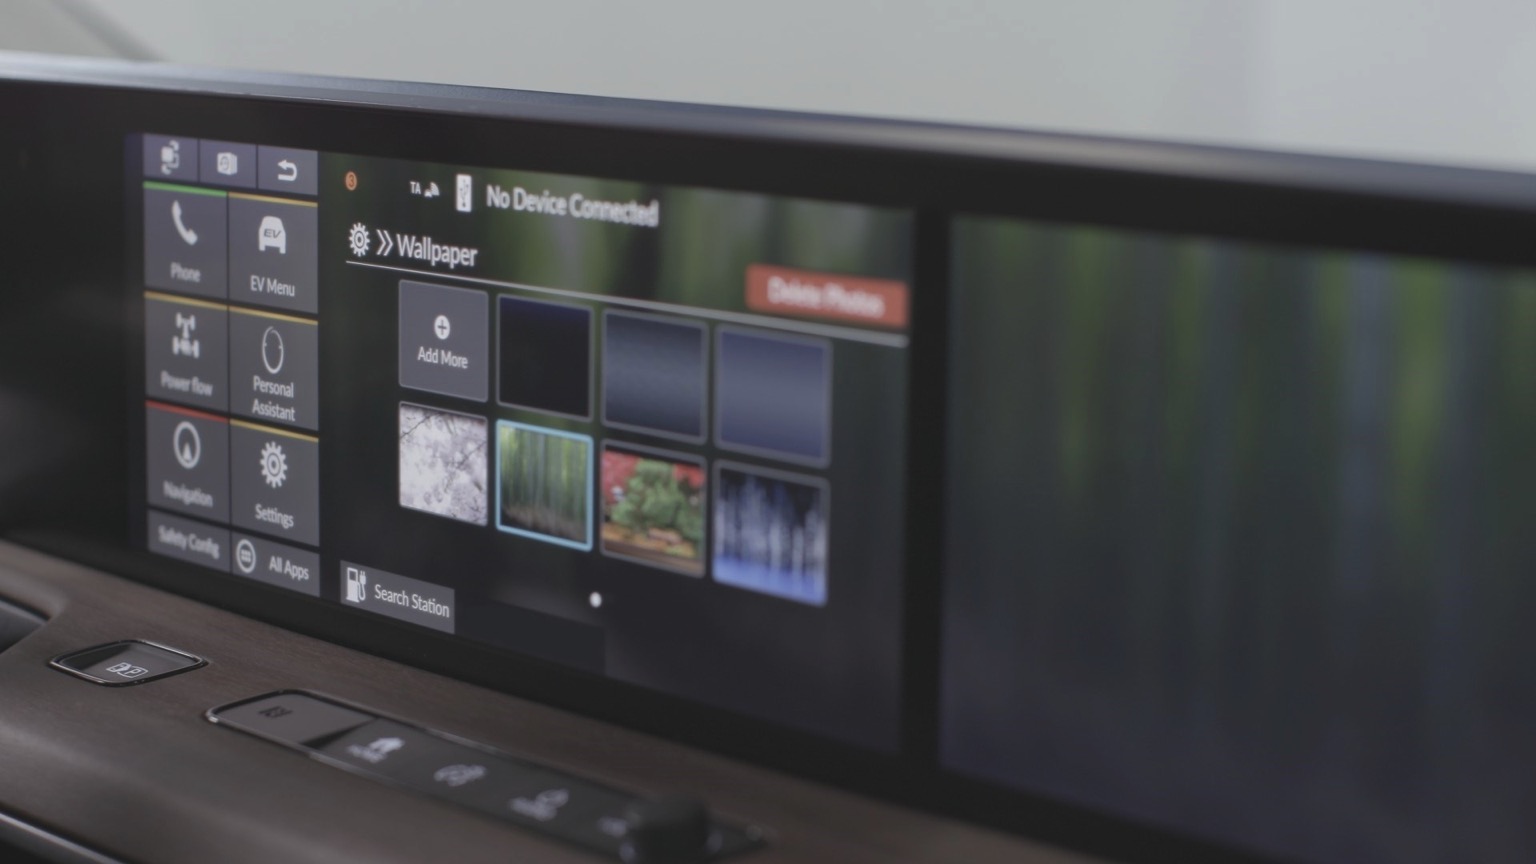 TA
No Device Connected
Wallpaper
Delete Photos
Phone
EV
EV Menu
Add More
Power flow
Personal
Assistant
Navigation
Settings
Safety Config
All Apps
Search Station